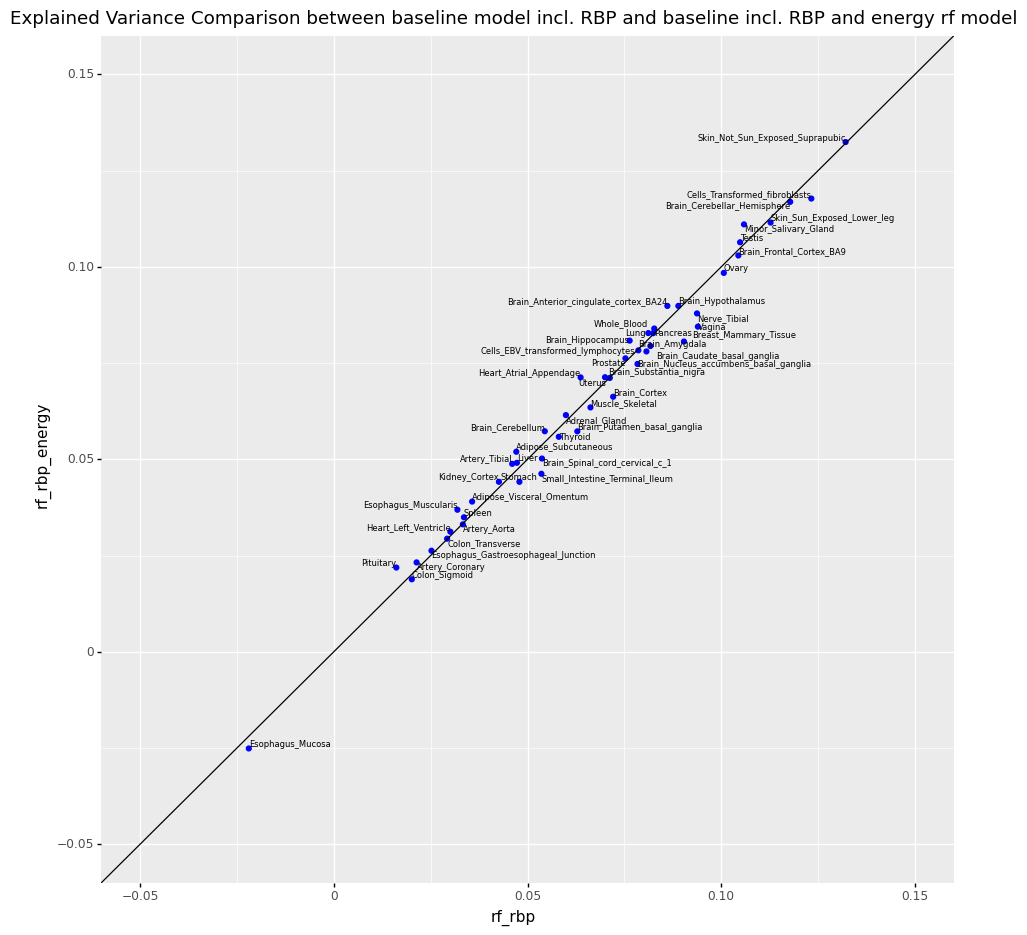 Explained Variance Comparison between baseline model incl. RBP and baseline incl. RBP and energy rf model
0.15
Skin_Not_Sun_Exposed_Suprapubic
Cells_Transformed_fibroblasts
Brain_Cerebellar_Hemisphere
Skin_Sun_Exposed_Lower_leg
Minor_Salivary_Gland
Testis
Brain_Frontal_Cortex_BA9
0.10
Ovary
Brain_Anterior_cingulate_cortex_BA24
Brain_Hypothalamus
Nerve_Tibial
Whole_Blood
Vagina
Lung
Pancreas
Breast_Mammary_Tissue
Brain_Hippocampus
Brain_Amygdala
Cells_EBV_transformed_lymphocytes
Brain_Caudate_basal_ganglia
Prostate
Brain_Nucleus_accumbens_basal_ganglia
Heart_Atrial_Appendage
Brain_Substantia_nigra
Uterus
Brain_Cortex
Muscle_Skeletal
Adrenal_Gland
Brain_Cerebellum
Brain_Putamen_basal_ganglia
Thyroid
Adipose_Subcutaneous
0.05
Artery_Tibial
Liver
Brain_Spinal_cord_cervical_c_1
Kidney_Cortex
Stomach
Small_Intestine_Terminal_Ileum
Adipose_Visceral_Omentum
Esophagus_Muscularis
Spleen
Heart_Left_Ventricle
Artery_Aorta
Colon_Transverse
Esophagus_Gastroesophageal_Junction
Pituitary
Artery_Coronary
Colon_Sigmoid
0
Esophagus_Mucosa
−0.05
rf_rbp_energy
−0.05
0
0.05
0.10
0.15
rf_rbp